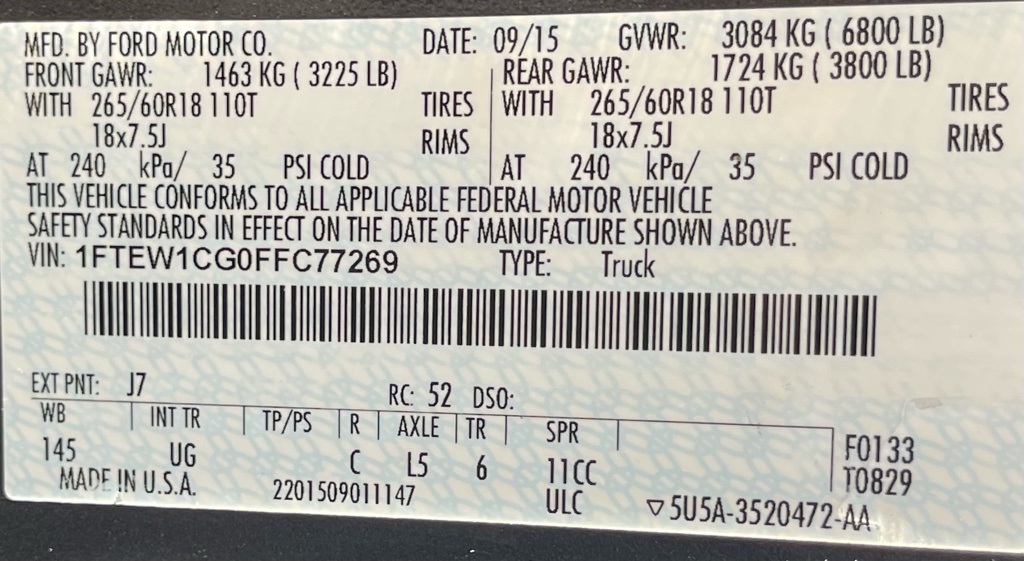 MFD. BY FORD MOTOR CO. DATE: 09/15 GVWR: 3084 KG ( 6800 LB)
FRONT GAWR: 1463 KG ( 3225 LB) REAR GAWR: 1724 KG ( 3800 LB)
WITH 265/60R18 110T TIRES WITH 265/60R18 110T TIRES
18x7.5J RIMS 18x7.5J RIMS
AT 240 kPa/ 35 PSI COLD AT 240 kPa/ 35 PSI COLD
THIS VEHICLE CONFORMS TO ALL APPLICABLE FEDERAL MOTOR VEHICLE
SAFETY STANDARDS IN EFFECT ON THE DATE OF MANUFACTURE SHOWN ABOVE.
VIN: 1FTEW1CG0FFC77269 TYPE: Truck
EXT PNT: J7 RC: 52 DSO:
WB INT TR TP/PS R AXLE TR SPR
145 UG C L5 6 11CC F0133
ULC T0829
MADE IN U.S.A. 2201509011147 ▽5U5A-3520472-AA